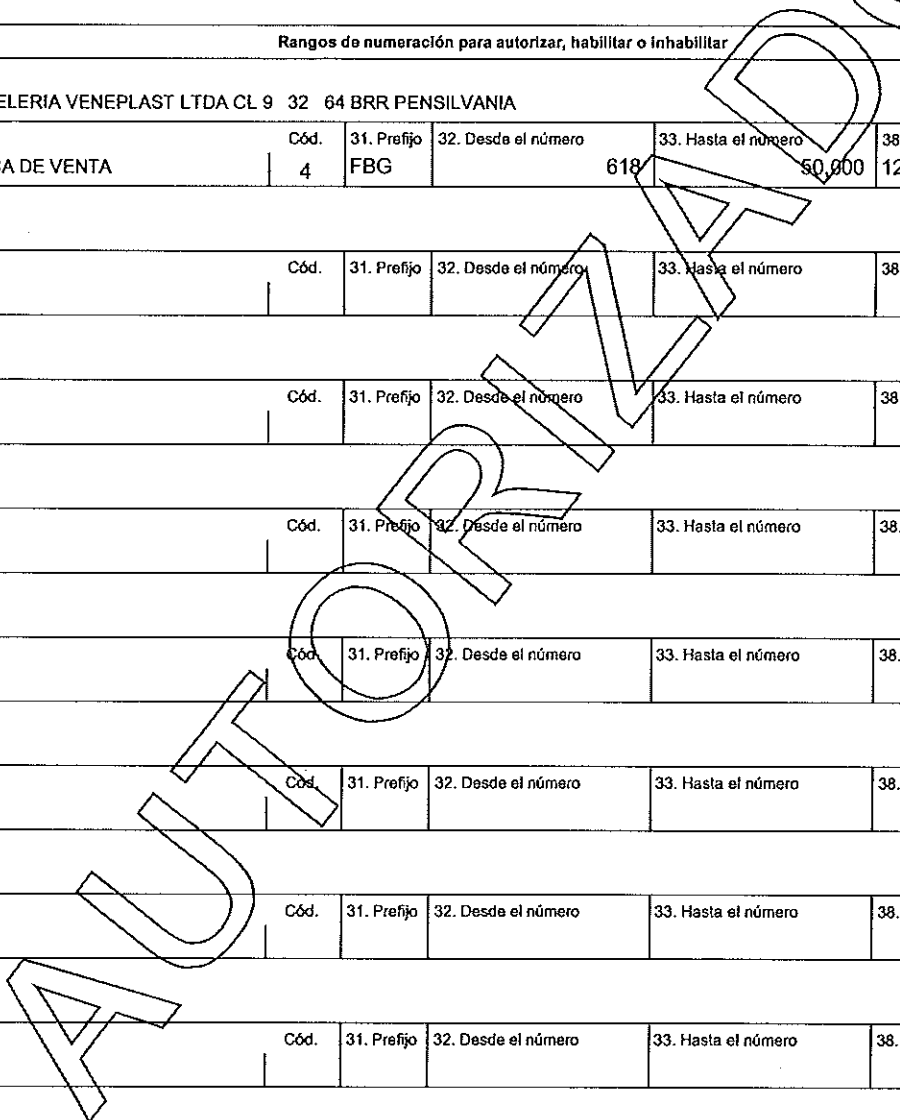 Rangos de numeración para autorizar, habilitar o inhabilitar
ELERIA VENEPLAST LTDA CL 9 32 64 BRR PENSILVANIA
Cód. 31. Prefijo 32. Desde el número 33. Hasta el número 38
A DE VENTA 4 FBG 618 50,000 12
Cód. 31. Prefijo 32. Desde el número 33. Hasta el número 38
Cód. 31. Prefijo 32. Desde el número 33. Hasta el número 38
Cód. 31. Prefijo 32. Desde el número 33. Hasta el número 38.
Cód. 31. Prefijo 32. Desde el número 33. Hasta el número 38.
Cód. 31. Prefijo 32. Desde el número 33. Hasta el número 38.
Cód. 31. Prefijo 32. Desde el número 33. Hasta el número 38.
Cód. 31. Prefijo 32. Desde el número 33. Hasta el número 38.
AUTORIZAD